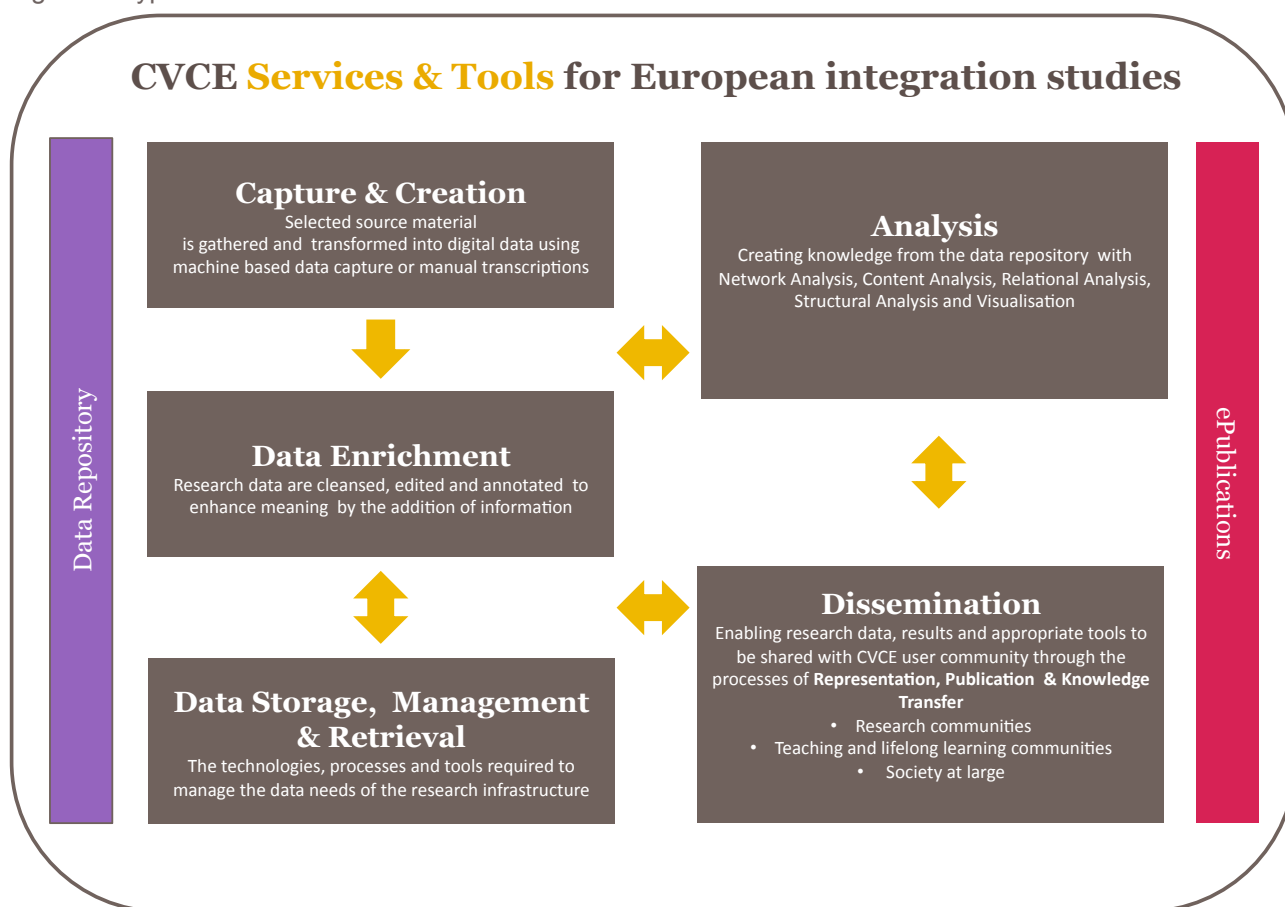 CVCE Services & Tools for European integration studies
Data Repository
Capture & Creation
Selected source material
is gathered and transformed into digital data using
machine based data capture or manual transcriptions
Data Enrichment
Research data are cleansed, edited and annotated to
enhance meaning by the addition of information
Data Storage, Management
& Retrieval
The technologies, processes and tools required to
manage the data needs of the research infrastructure
Analysis
Creating knowledge from the data repository with
Network Analysis, Content Analysis, Relational Analysis,
Structural Analysis and Visualisation
Dissemination
Enabling research data, results and appropriate tools to
be shared with CVCE user community through the
processes of Representation, Publication & Knowledge
Transfer
• Research communities
• Teaching and lifelong learning communities
• Society at large
ePublications